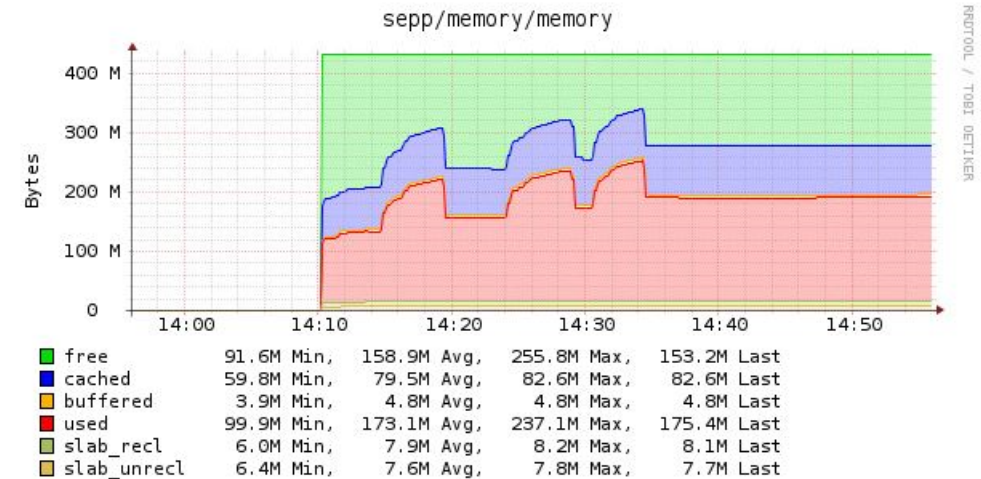 sepp/memory/memory
RRDTOOL / TOBI OETIKER
Bytes
400 M
300 M
200 M
100 M
0
14:00 14:10 14:20 14:30 14:40 14:50
free 91.6M Min, 158.9M Avg, 255.8M Max, 153.2M Last
cached 59.8M Min, 79.5M Avg, 82.6M Max, 82.6M Last
buffered 3.9M Min, 4.8M Avg, 4.8M Max, 4.8M Last
used 99.9M Min, 173.1M Avg, 237.1M Max, 175.4M Last
slab_recl 6.0M Min, 7.9M Avg, 8.2M Max, 8.1M Last
slab_unrecl 6.4M Min, 7.6M Avg, 7.8M Max, 7.7M Last